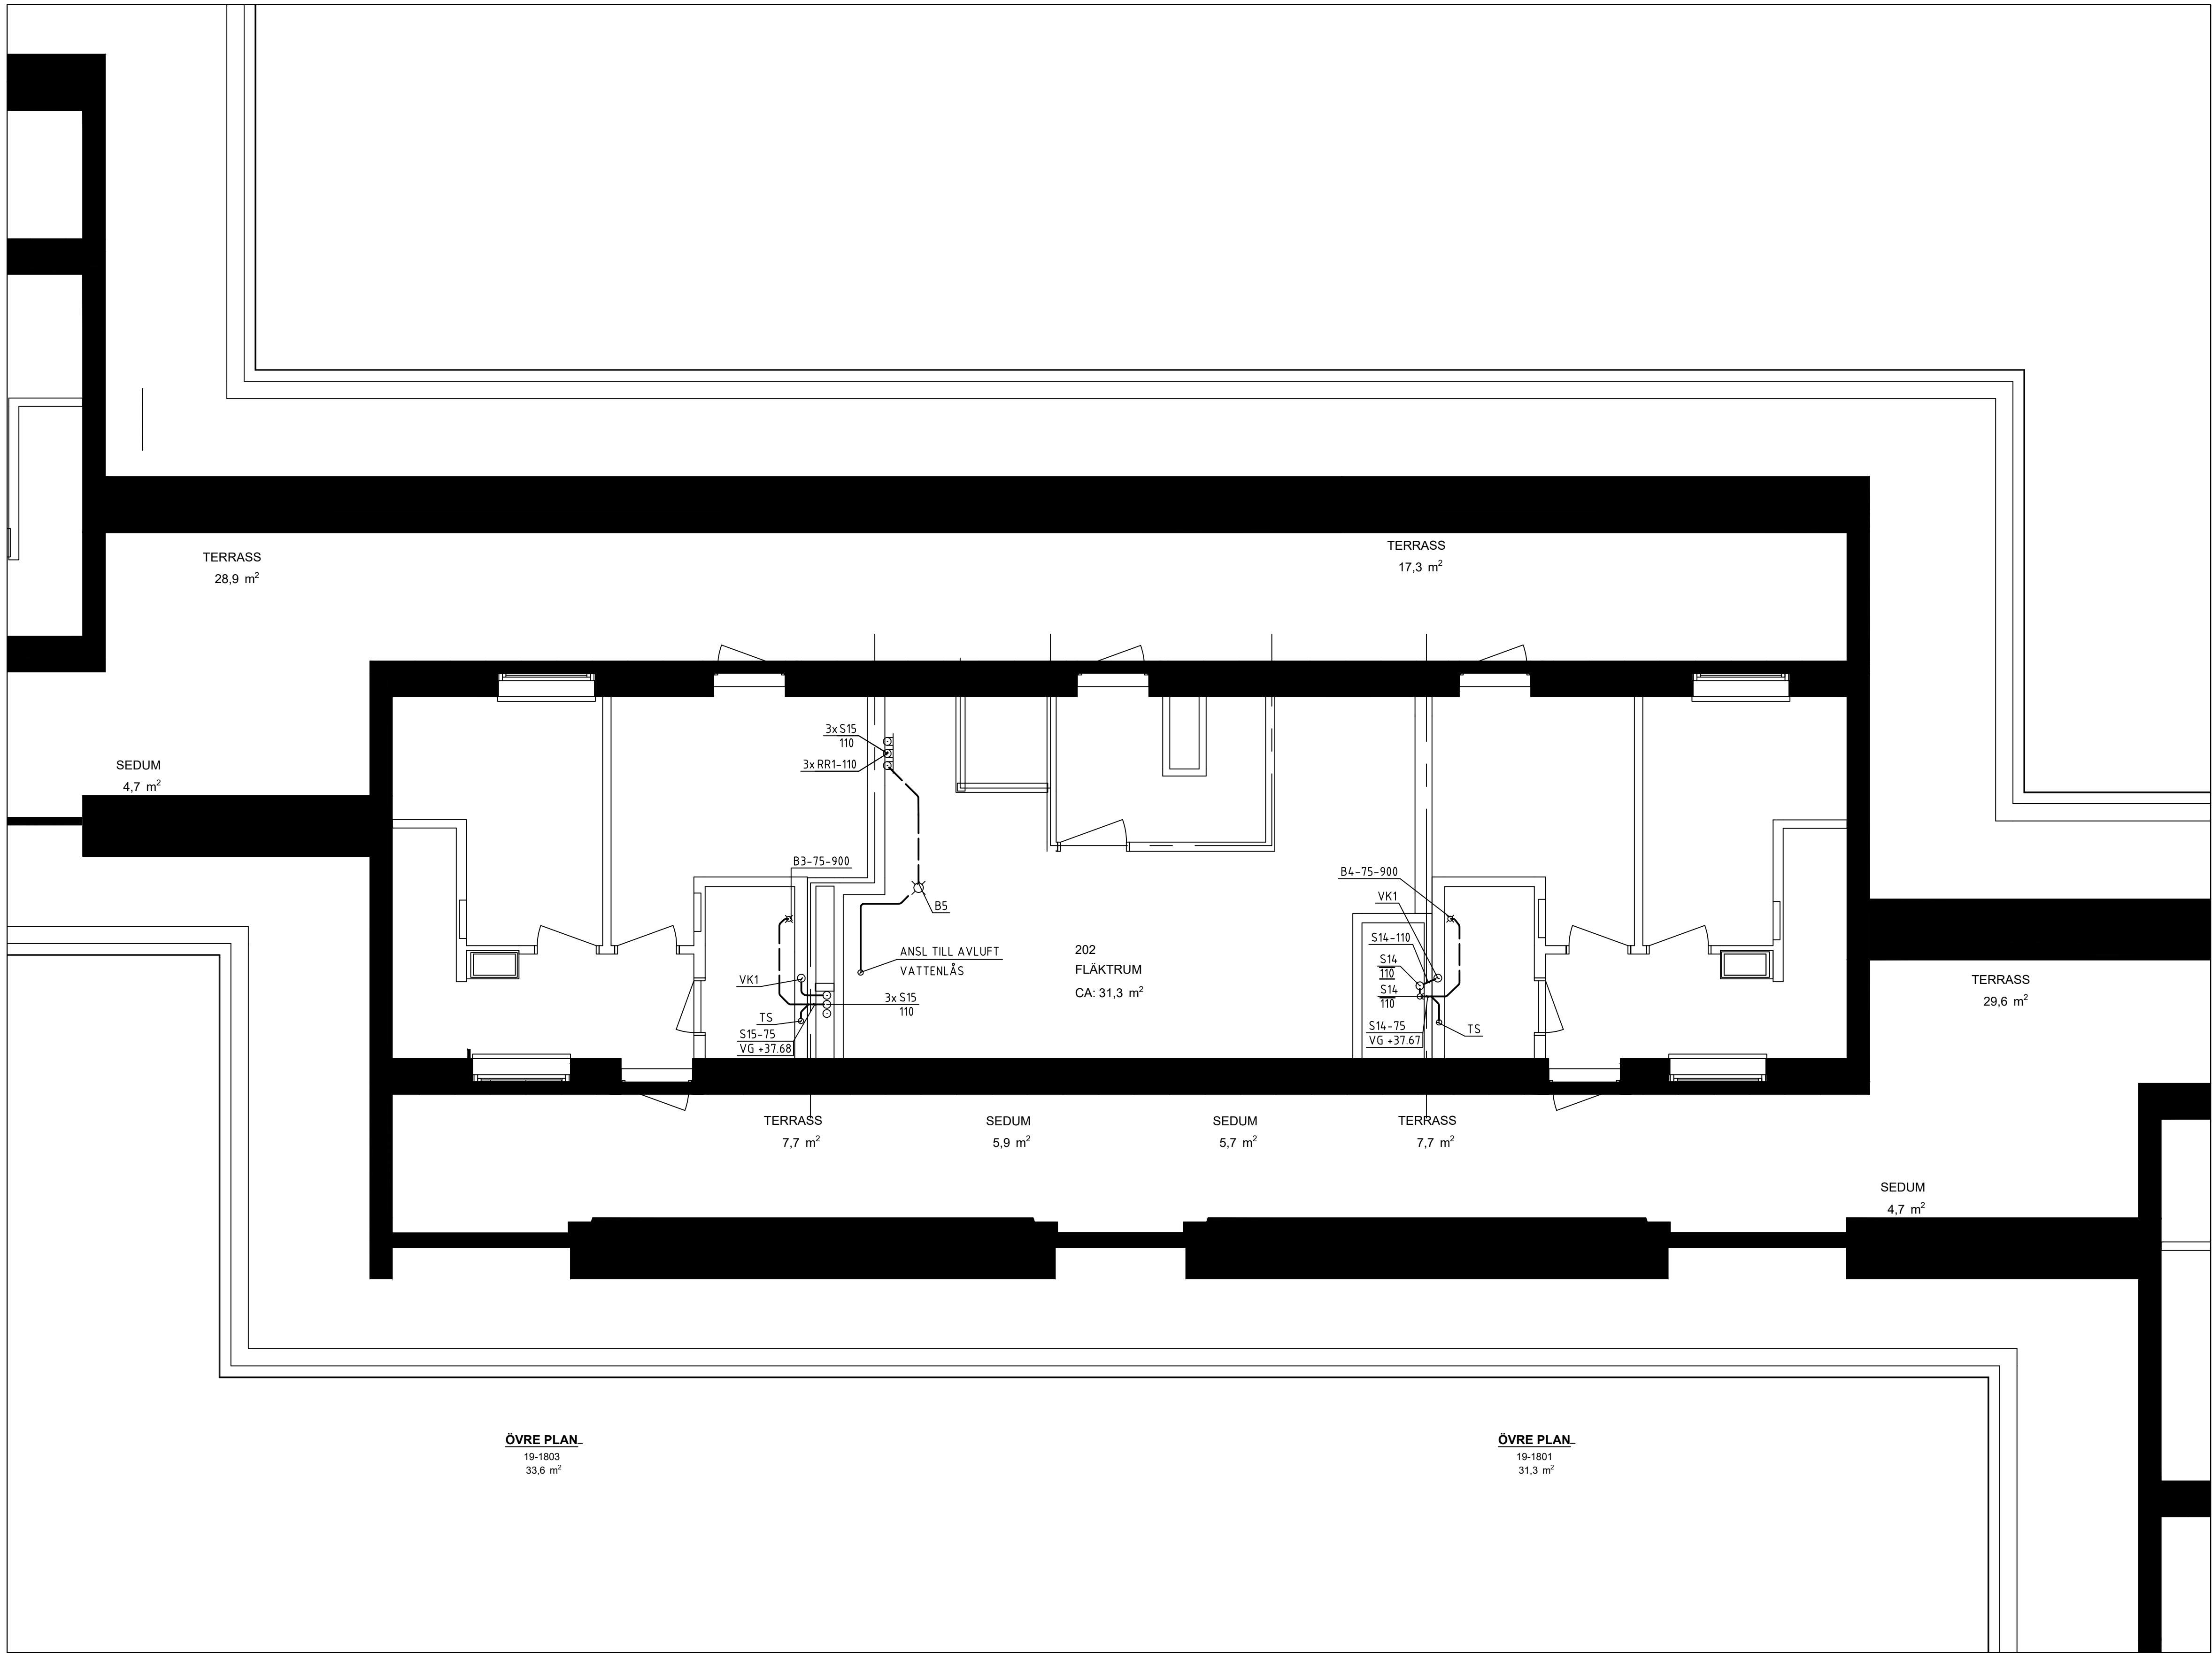 TERRASS
28,9 m²
TERRASS
17,3 m²
SEDUM
4,7 m²
3x S15
110
3x RR1-110
B3-75-900
B5
ANSL TILL AVLUFT
VATTENLÅS
VK1
3x S15
110
TS
S15-75
VG +37.68
202
FLÄKTRUM
CA: 31,3 m²
B4-75-900
VK1
S14-110
S14
110
S14
110
S14-75
VG +37.67
TS
TERRASS
29,6 m²
TERRASS
7,7 m²
SEDUM
5,9 m²
SEDUM
5,7 m²
TERRASS
7,7 m²
SEDUM
4,7 m²
ÖVRE PLAN
19-1803
33,6 m²
ÖVRE PLAN
19-1801
31,3 m²